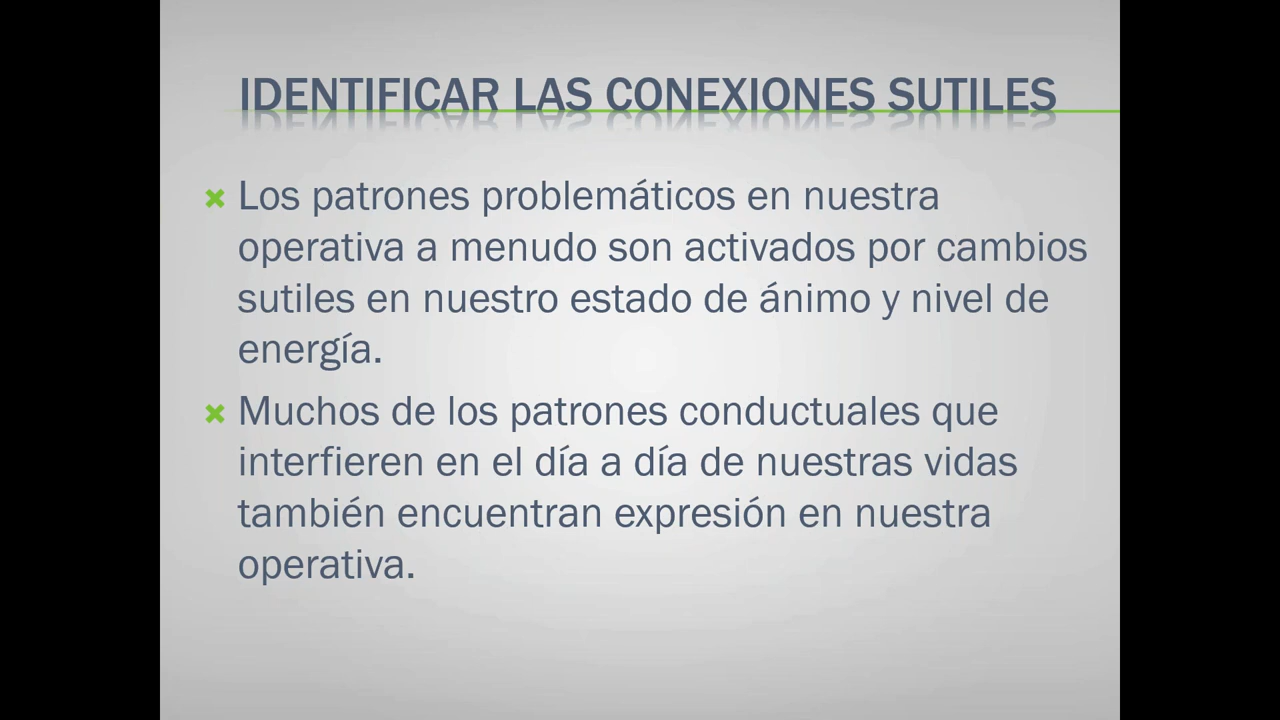 IDENTIFICAR LAS CONEXIONES SUTILES
Los patrones problemáticos en nuestra
operativa a menudo son activados por cambios
sutiles en nuestro estado de ánimo y nivel de
energía.
Muchos de los patrones conductuales que
interfieren en el día a día de nuestras vidas
también encuentran expresión en nuestra
operativa.